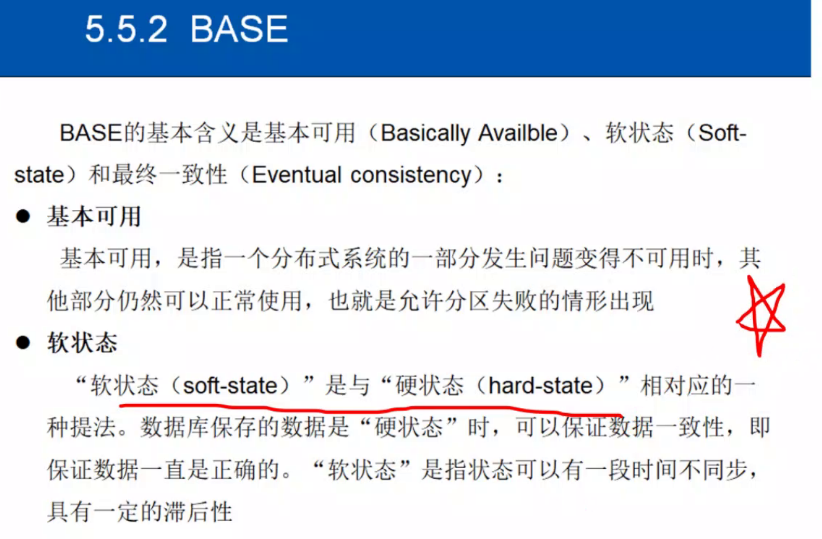 5.5.2 BASE
BASE的基本含义是基本可用（Basically Availble）、软状态（Soft-
state）和最终一致性（Eventual consistency）：
● 基本可用
基本可用，是指一个分布式系统的一部分发生问题变得不可用时，其
他部分仍然可以正常使用，也就是允许分区失败的情形出现
● 软状态
“软状态（soft-state）”是与“硬状态（hard-state）”相对应的一
种提法。数据库保存的数据是“硬状态”时，可以保证数据一致性，即
保证数据一直是正确的。“软状态”是指状态可以有一段时间不同步，
具有一定的滞后性